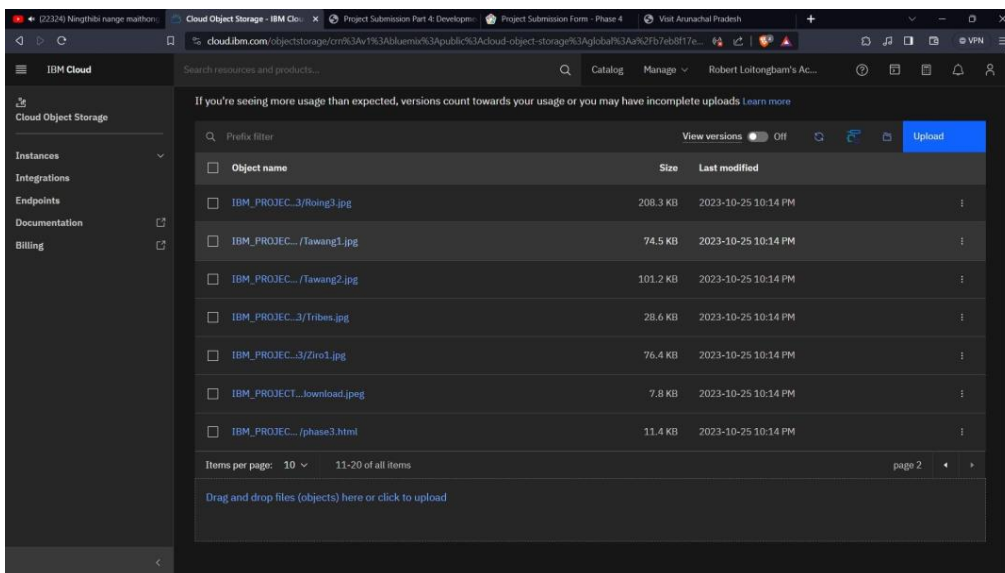 (22324) Ningthibi nange maithong
Cloud Object Storage - IBM Clou
Project Submission Part 4: Developme
Project Submission Form - Phase 4
Visit Arunachal Pradesh
cloud.ibm.com/objectstorage/crn%3Av1%3Abluemix%3Apublic%3Acloud-object-storage%3Aglobal%3Aa%2Fb7eb8f17e...
VPN
IBM Cloud
Search resources and products...
Catalog
Manage
Robert Loitongbam's Ac...
Cloud Object Storage
Instances
Integrations
Endpoints
Documentation
Billing
If you're seeing more usage than expected, versions count towards your usage or you may have incomplete uploads Learn more
Prefix filter
View versions Off
Upload
Object name Size Last modified
IBM_PROJEC...3/Roing3.jpg 208.3 KB 2023-10-25 10:14 PM
IBM_PROJEC... /Tawang1.jpg 74.5 KB 2023-10-25 10:14 PM
IBM_PROJEC... /Tawang2.jpg 101.2 KB 2023-10-25 10:14 PM
IBM_PROJEC...3/Tribes.jpg 28.6 KB 2023-10-25 10:14 PM
IBM_PROJEC...3/Ziro1.jpg 76.4 KB 2023-10-25 10:14 PM
IBM_PROJECT...download.jpeg 7.8 KB 2023-10-25 10:14 PM
IBM_PROJEC... /phase3.html 11.4 KB 2023-10-25 10:14 PM
Items per page: 10 11-20 of all items page 2
Drag and drop files (objects) here or click to upload